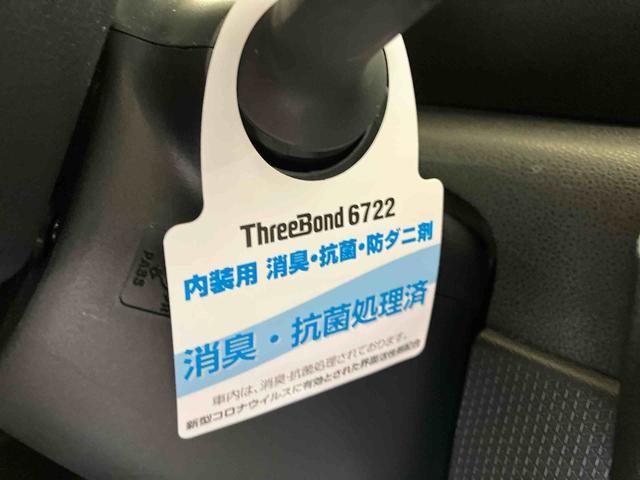 ThreeBond 6722
内装用 消臭・抗菌・防ダニ剤
消臭・抗菌処理済
車内は、消臭・抗菌処理されております。
新型コロナウイルスに有効とされた界面活性剤配合
PASS